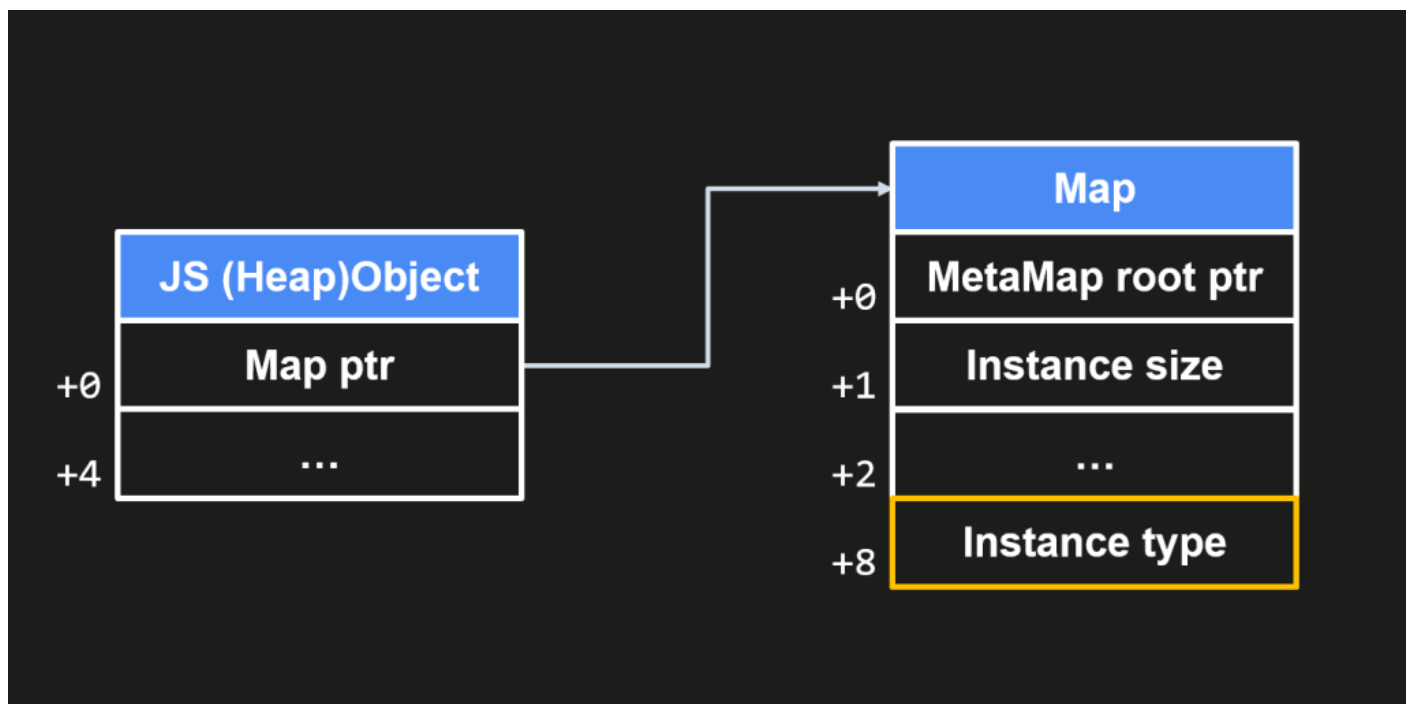 JS (Heap)Object
+0
Map ptr
+4
...
Map
+0
MetaMap root ptr
+1
Instance size
+2
...
+8
Instance type